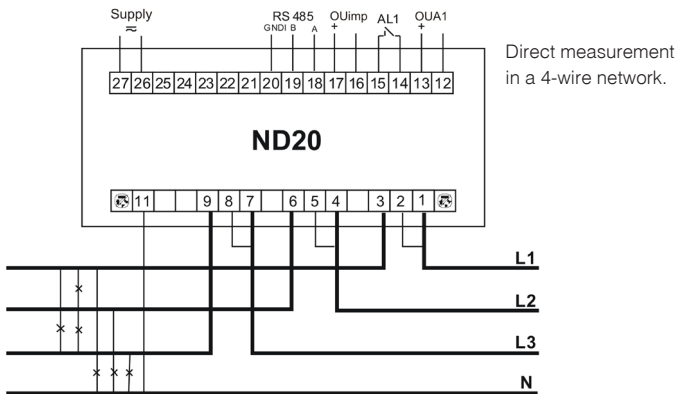 Supply
RS 485
OUimp
AL1
OUA1
GNDI B A
+
+
Direct measurement
in a 4-wire network.
27 26 25 24 23 22 21 20 19 18 17 16 15 14 13 12
ND20
11 9 8 7 6 5 4 3 2 1
L1
L2
L3
N